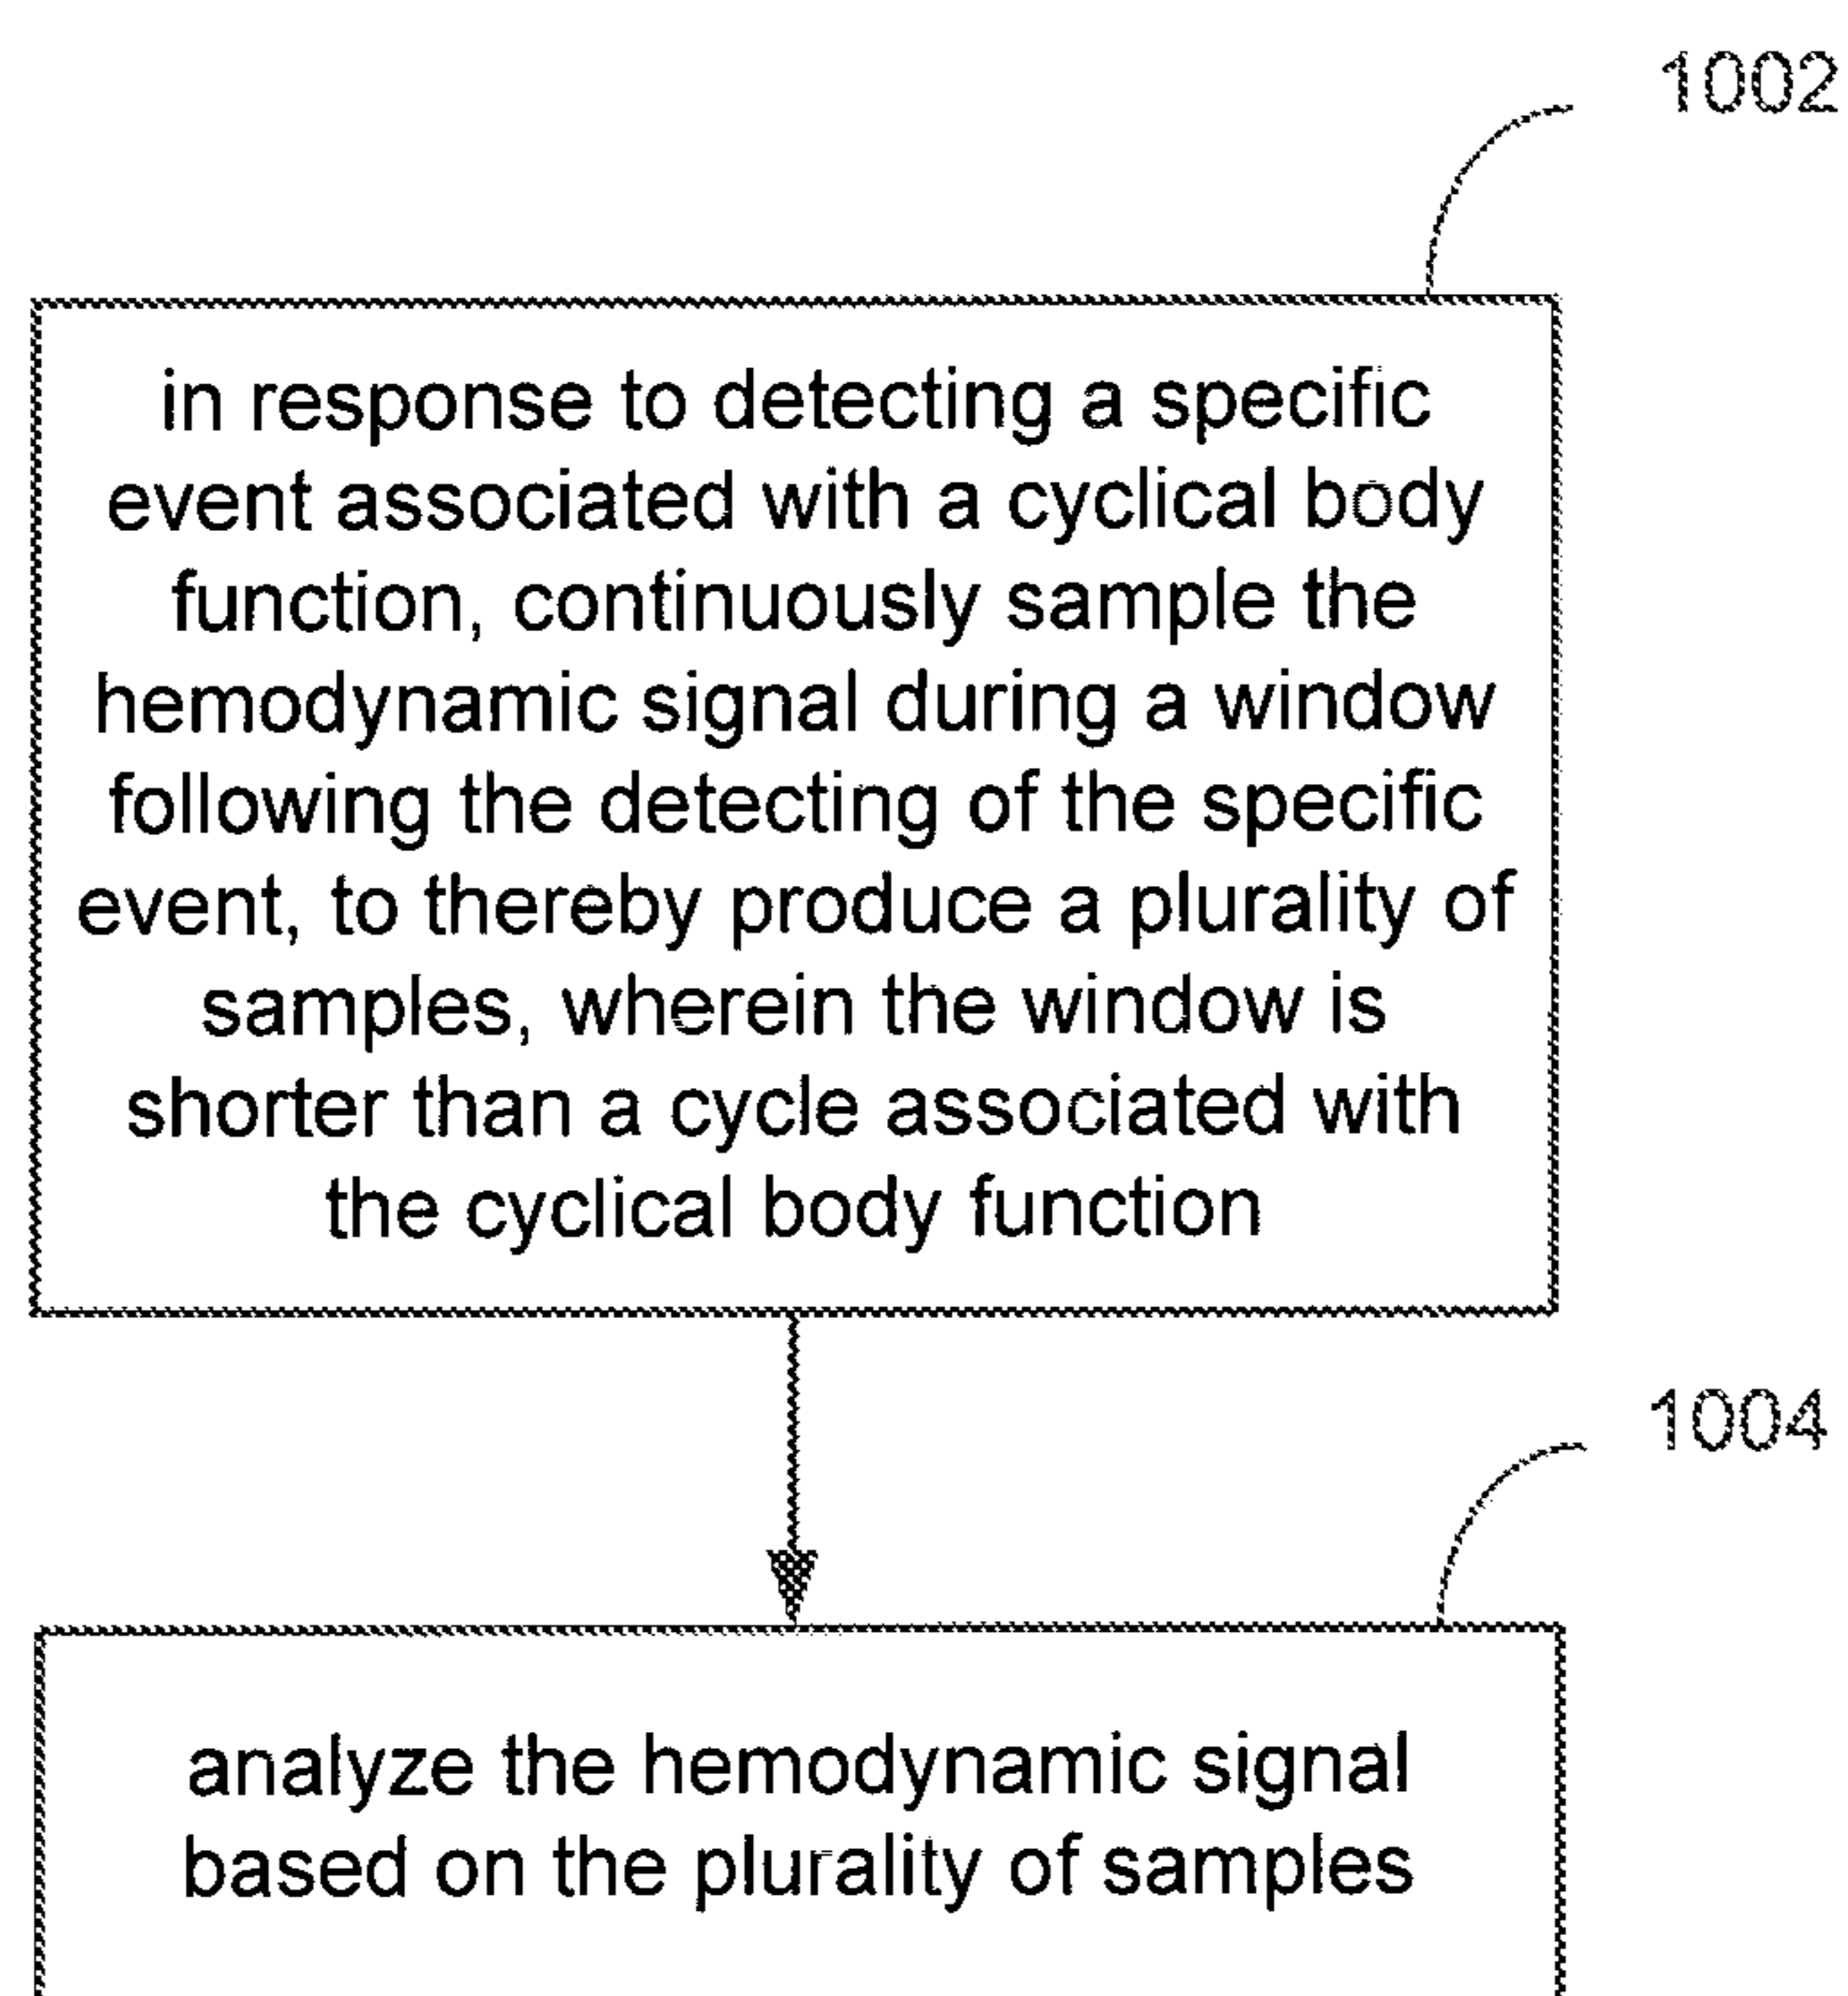 1002
in response to detecting a specific
event associated with a cyclical body
function, continuously sample the
hemodynamic signal during a window
following the detecting of the specific
event, to thereby produce a plurality of
samples, wherein the window is
shorter than a cycle associated with
the cyclical body function
1004
analyze the hemodynamic signal
based on the plurality of samples